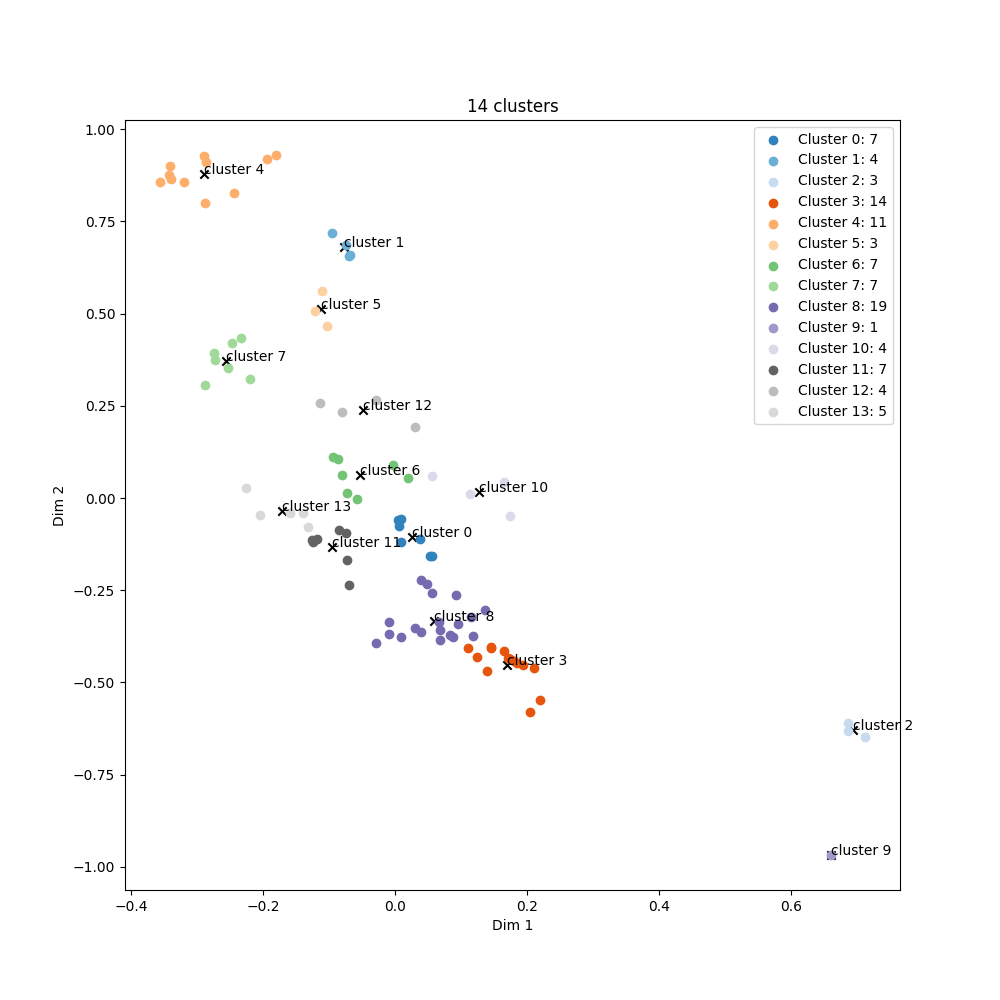 14 clusters
1.00
0.75
0.50
0.25
0.00
−0.25
−0.50
−0.75
−1.00
Dim 2
−0.4
−0.2
0.0
0.2
0.4
0.6
Dim 1
Cluster 0: 7
Cluster 1: 4
Cluster 2: 3
Cluster 3: 14
Cluster 4: 11
Cluster 5: 3
Cluster 6: 7
Cluster 7: 7
Cluster 8: 19
Cluster 9: 1
Cluster 10: 4
Cluster 11: 7
Cluster 12: 4
Cluster 13: 5
cluster 4
cluster 1
cluster 5
cluster 7
cluster 12
cluster 6
cluster 10
cluster 13
cluster 0
cluster 11
cluster 8
cluster 3
cluster 2
cluster 9